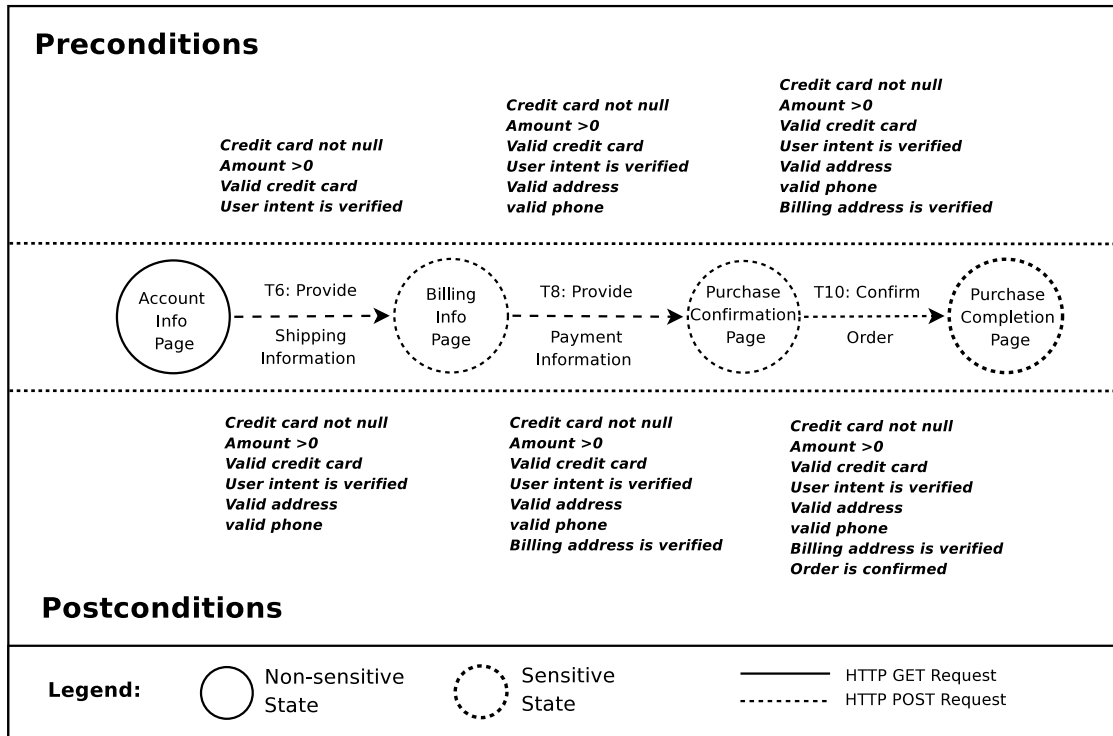 Preconditions
Credit card not null
Amount >0
Valid credit card
User intent is verified
Credit card not null
Amount >0
Valid credit card
User intent is verified
Valid address
valid phone
Credit card not null
Amount >0
Valid credit card
User intent is verified
Valid address
valid phone
Billing address is verified
Account
Info
Page
T6: Provide
Shipping
Information
Billing
Info
Page
T8: Provide
Payment
Information
Purchase
Confirmation
Page
T10: Confirm
Order
Purchase
Completion
Page
Credit card not null
Amount >0
Valid credit card
User intent is verified
Valid address
valid phone
Credit card not null
Amount >0
Valid credit card
User intent is verified
Valid address
valid phone
Billing address is verified
Credit card not null
Amount >0
Valid credit card
User intent is verified
Valid address
valid phone
Billing address is verified
Order is confirmed
Postconditions
Legend:
Non-sensitive
State
Sensitive
State
HTTP GET Request
HTTP POST Request